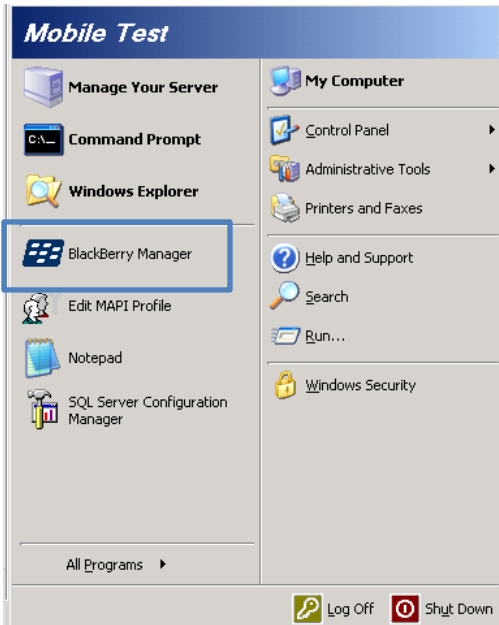 Mobile Test
Manage Your Server
C:\_
Command Prompt
Windows Explorer
BlackBerry Manager
Edit MAPI Profile
Notepad
SQL Server Configuration
Manager
All Programs
My Computer
Control Panel
Administrative Tools
Printers and Faxes
Help and Support
Search
Run...
Windows Security
Log Off
Shut Down